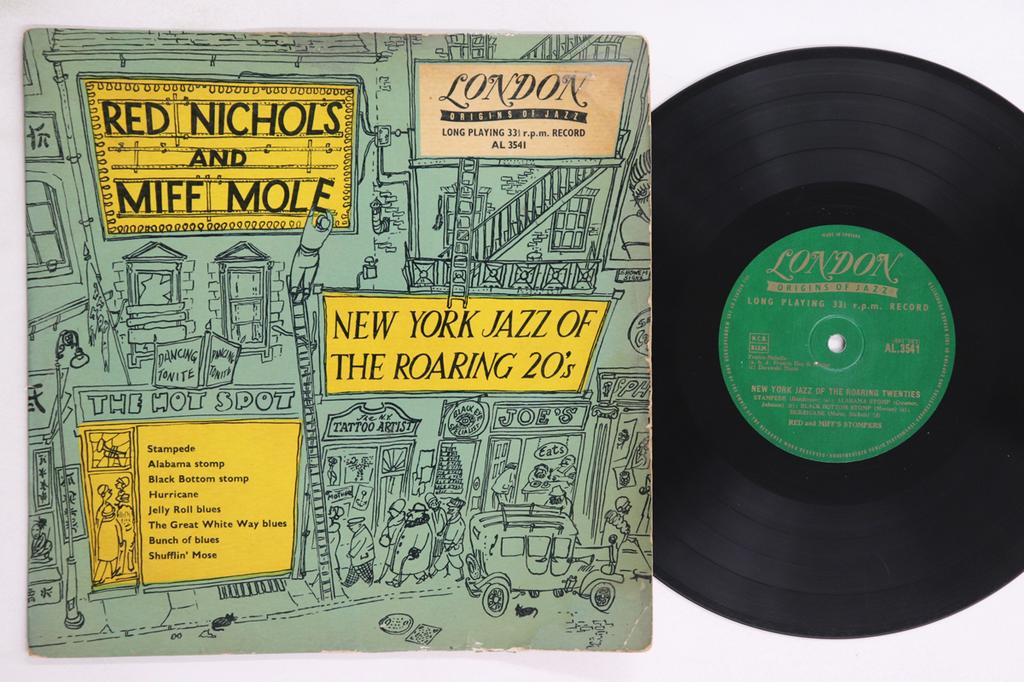 RED NICHOLS
AND
MIFF MOLE
LONDON
ORIGINS OF JAZZ
LONG PLAYING 33⅓ r.p.m. RECORD
AL 3541
NEW YORK JAZZ OF
THE ROARING 20's
DANCING
TONITE
DANCING
TONITE
THE HOT SPOT
Stampede
Alabama stomp
Black Bottom stomp
Hurricane
Jelly Roll blues
The Great White Way blues
Bunch of blues
Shufflin' Mose
TATTOO ARTIST
BLACK EYE
SPECIALIST
JOE'S
Eats
LONDON
ORIGINS OF JAZZ
LONG PLAYING 33⅓ r.p.m. RECORD
AL.3541
NEW YORK JAZZ OF THE ROARING TWENTIES
RED and MIFF'S STOMPERS